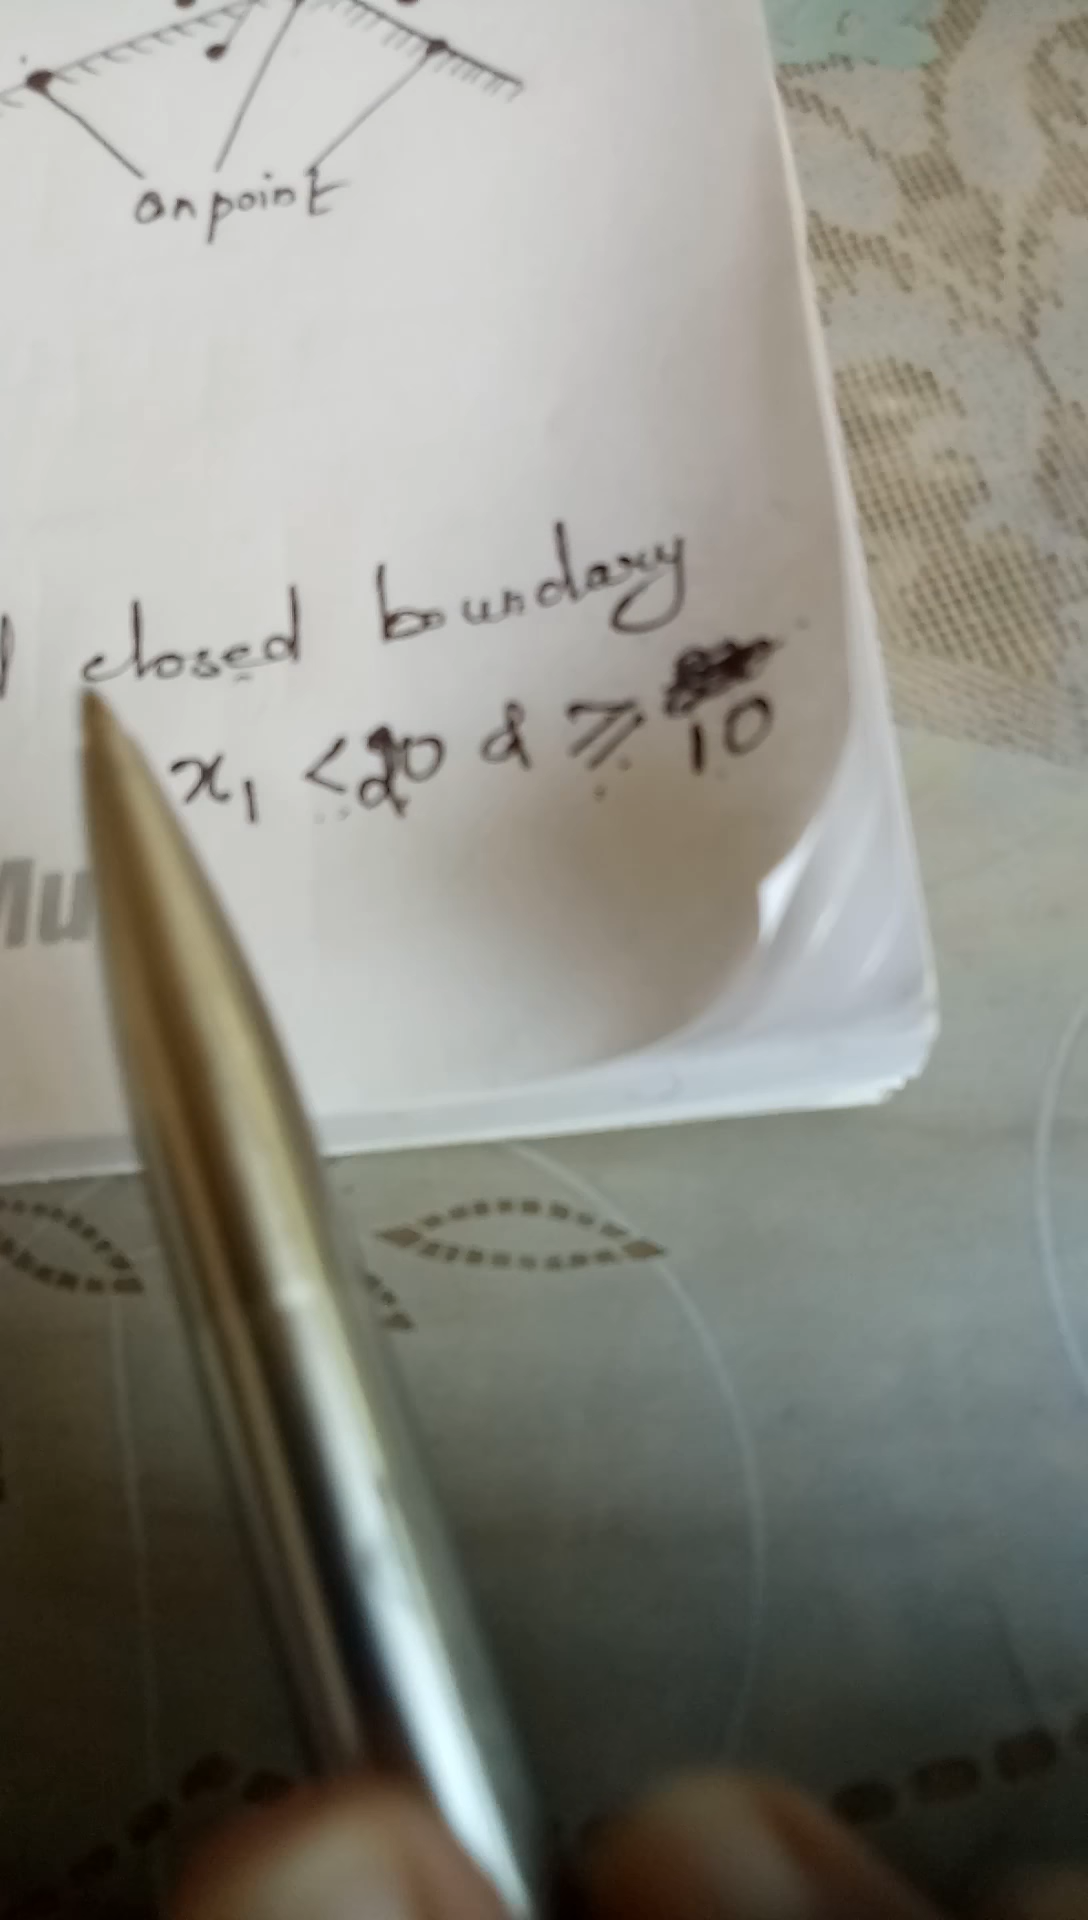 on point
closed boundary
x₁ < 20 & ≥ 10